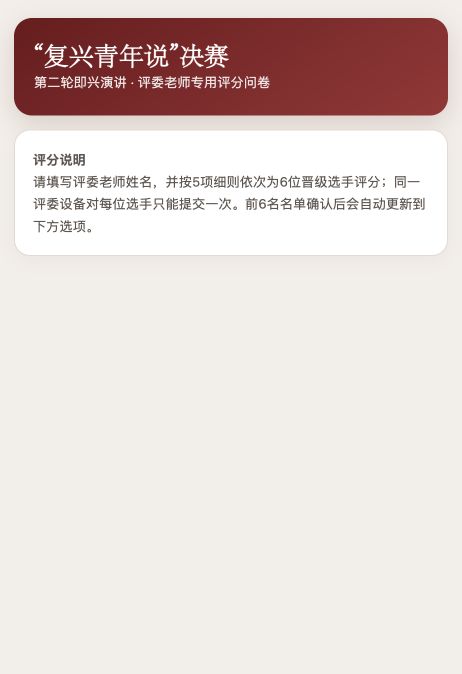 “复兴青年说”决赛
第二轮即兴演讲 · 评委老师专用评分问卷
评分说明
请填写评委老师姓名，并按5项细则依次为6位晋级选手评分；同一
评委设备对每位选手只能提交一次。前6名名单确认后会自动更新到
下方选项。